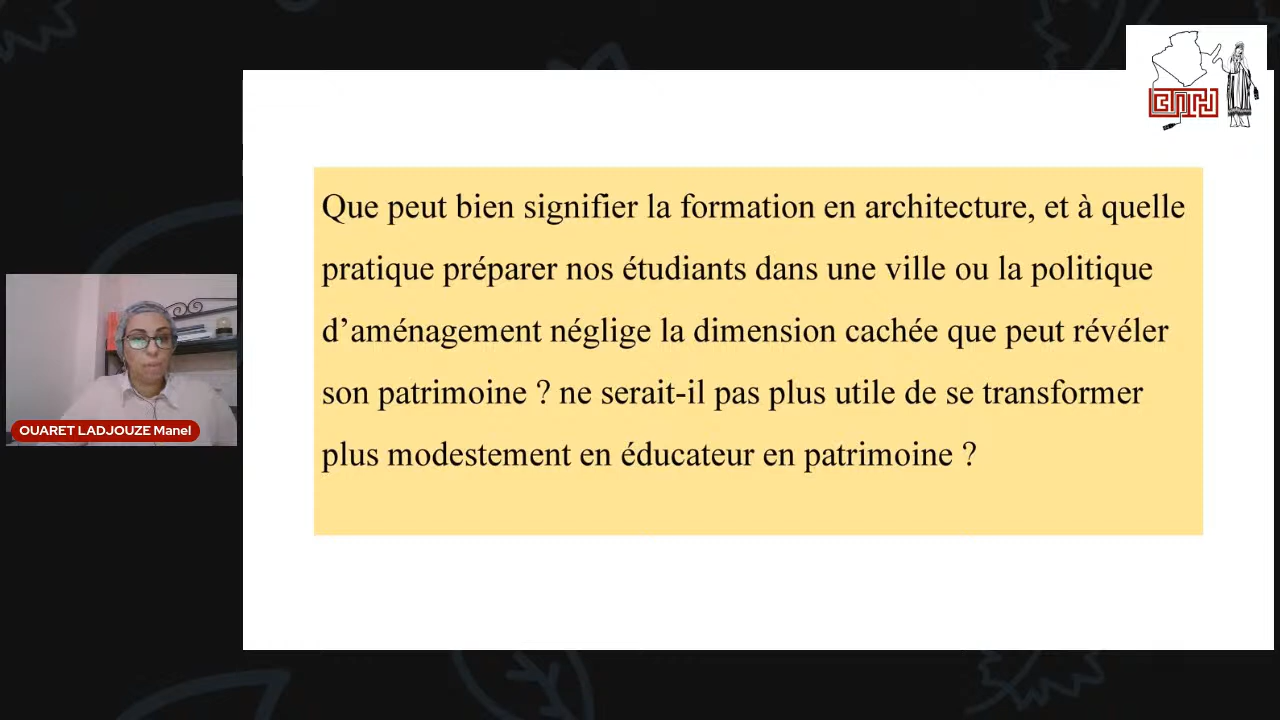 Que peut bien signifier la formation en architecture, et à quelle
pratique préparer nos étudiants dans une ville ou la politique
d’aménagement néglige la dimension cachée que peut révéler
son patrimoine ? ne serait-il pas plus utile de se transformer
plus modestement en éducateur en patrimoine ?
OUARET LADJOUZE Manel